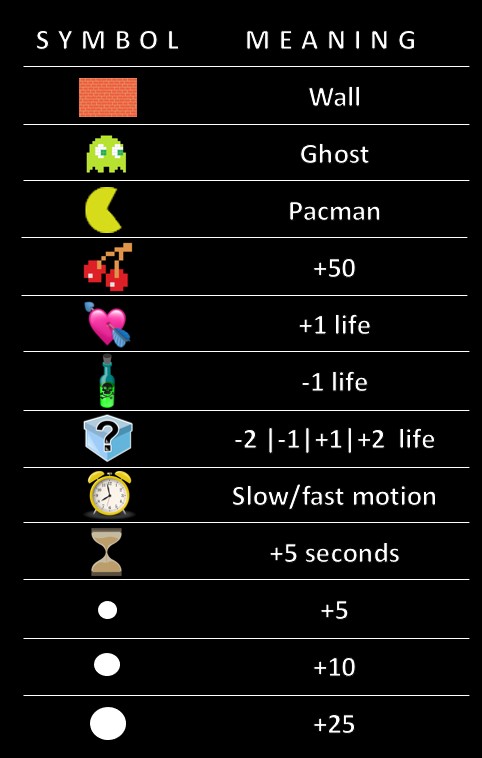 SYMBOL MEANING
Wall
Ghost
Pacman
+50
+1 life
-1 life
? -2 |-1|+1|+2 life
Slow/fast motion
+5 seconds
+5
+10
+25